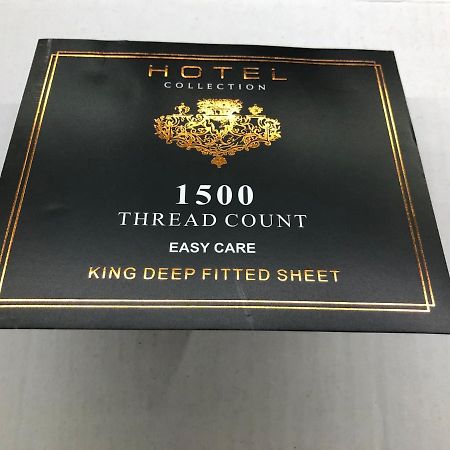 HOTEL
COLLECTION
1500
THREAD COUNT
EASY CARE
KING DEEP FITTED SHEET